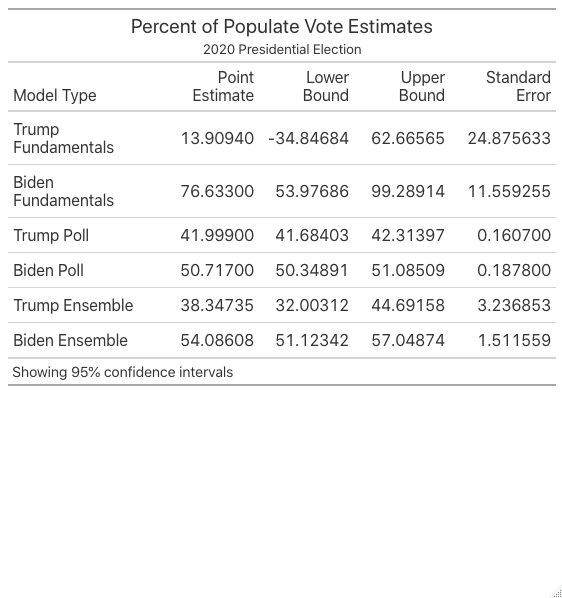 Percent of Populate Vote Estimates
2020 Presidential Election
Model Type Point Estimate Lower Bound Upper Bound Standard Error
Trump Fundamentals 13.90940 -34.84684 62.66565 24.875633
Biden Fundamentals 76.63300 53.97686 99.28914 11.559255
Trump Poll 41.99900 41.68403 42.31397 0.160700
Biden Poll 50.71700 50.34891 51.08509 0.187800
Trump Ensemble 38.34735 32.00312 44.69158 3.236853
Biden Ensemble 54.08608 51.12342 57.04874 1.511559
Showing 95% confidence intervals